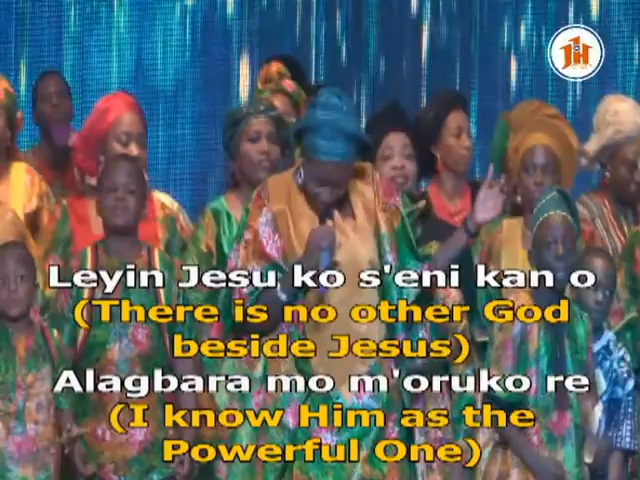 Leyin Jesu ko s'eni kan o
(There is no other God
beside Jesus)
Alagbara mo m'oruko re
(I know Him as the
Powerful One)